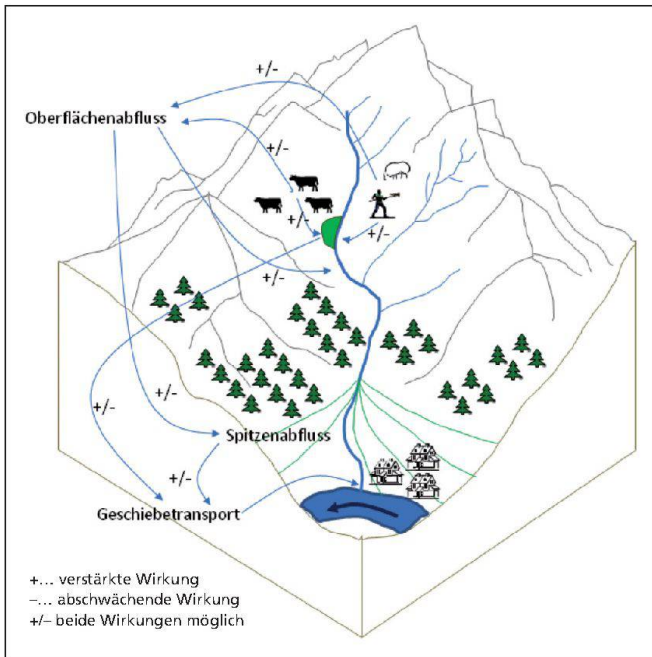 +/-
Oberflächenabfluss
+/-
+/-
+/-
+/-
+/-
+/-
Spitzenabfluss
+/-
Geschiebetransport
+... verstärkte Wirkung
–... abschwächende Wirkung
+/– beide Wirkungen möglich